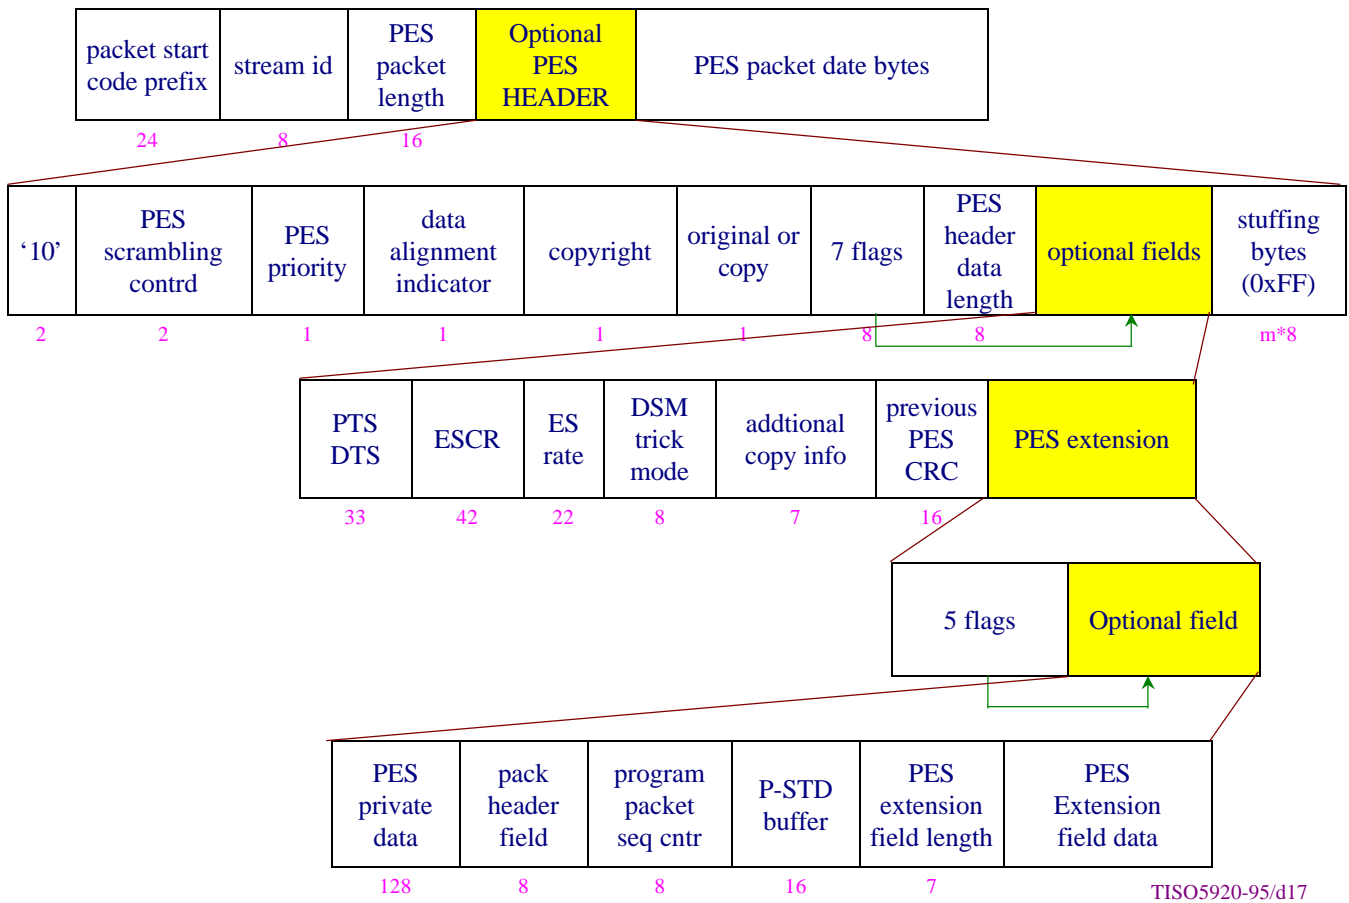 packet start
code prefix
stream id
PES
packet
length
Optional
PES
HEADER
PES packet date bytes
24
8
16
‘10’
PES
scrambling
contrd
PES
priority
data
alignment
indicator
copyright
original or
copy
7 flags
PES
header
data
length
optional fields
stuffing
bytes
(0xFF)
2
2
1
1
1
1
8
8
m*8
PTS
DTS
ESCR
ES
rate
DSM
trick
mode
addtional
copy info
previous
PES
CRC
PES extension
33
42
22
8
7
16
5 flags
Optional field
PES
private
data
pack
header
field
program
packet
seq cntr
P-STD
buffer
PES
extension
field length
PES
Extension
field data
128
8
8
16
7
TISO5920-95/d17